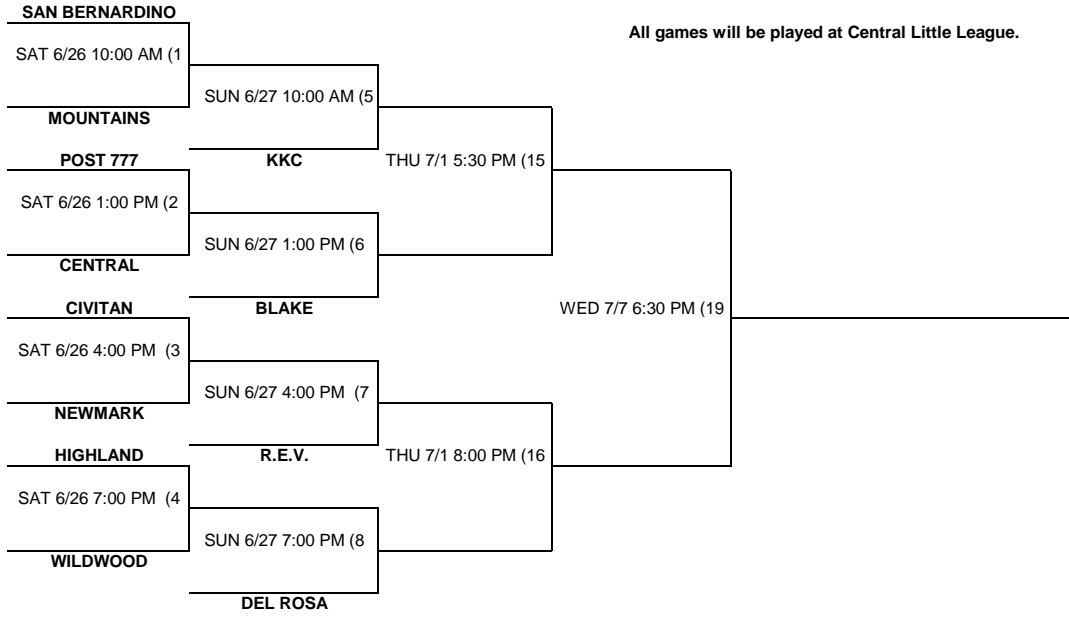 SAN BERNARDINO
All games will be played at Central Little League.
SAT 6/26 10:00 AM (1
SUN 6/27 10:00 AM (5
MOUNTAINS
POST 777
KKC
THU 7/1 5:30 PM (15
SAT 6/26 1:00 PM (2
SUN 6/27 1:00 PM (6
CENTRAL
CIVITAN
BLAKE
WED 7/7 6:30 PM (19
SAT 6/26 4:00 PM (3
SUN 6/27 4:00 PM (7
NEWMARK
HIGHLAND
R.E.V.
THU 7/1 8:00 PM (16
SAT 6/26 7:00 PM (4
SUN 6/27 7:00 PM (8
WILDWOOD
DEL ROSA